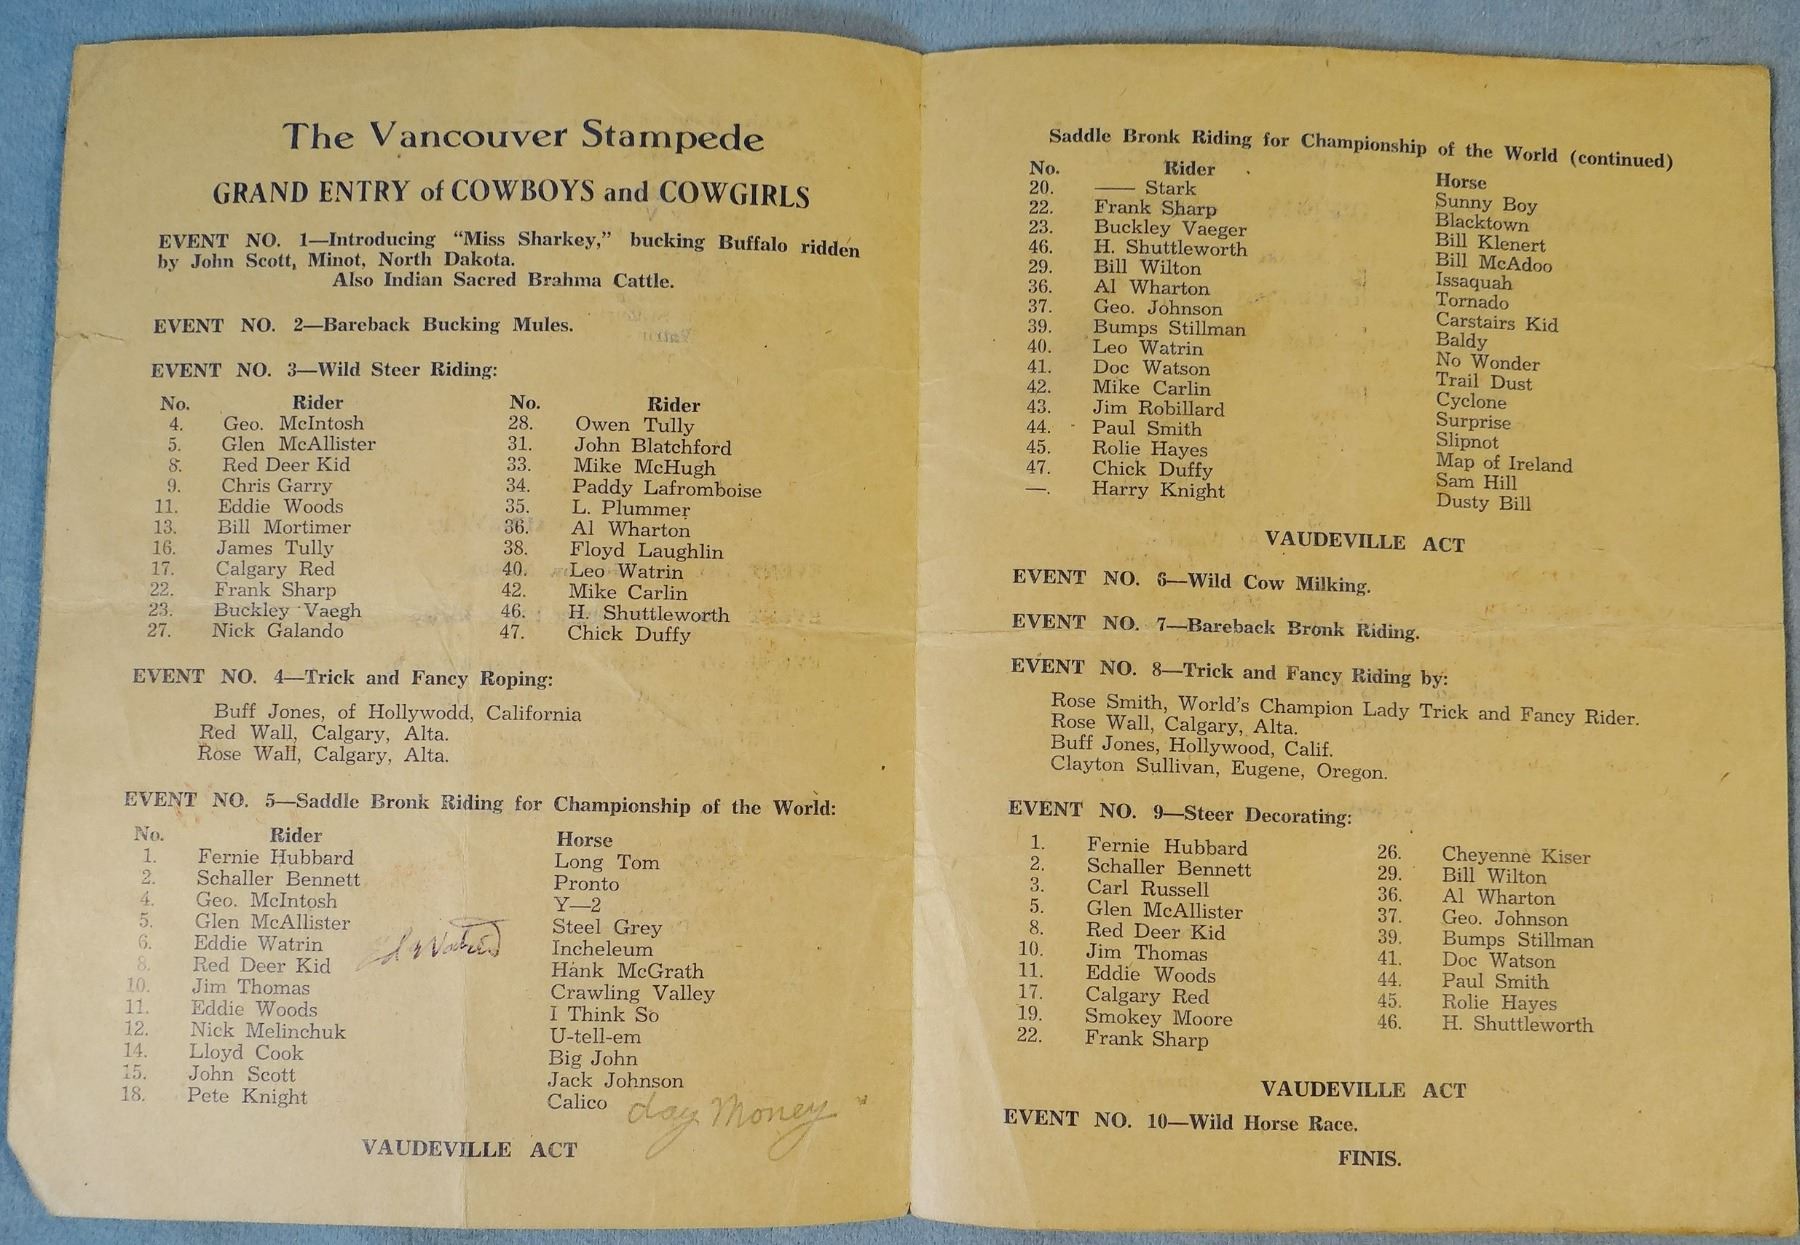 The Vancouver Stampede
GRAND ENTRY of COWBOYS and COWGIRLS
EVENT NO. 1—Introducing “Miss Sharkey,” bucking Buffalo ridden
by John Scott, Minot, North Dakota.
Also Indian Sacred Brahma Cattle.
EVENT NO. 2—Bareback Bucking Mules.
EVENT NO. 3—Wild Steer Riding:
No. Rider No. Rider
4. Geo. McIntosh 28. Owen Tully
5. Glen McAllister 31. John Blatchford
8. Red Deer Kid 33. Mike McHugh
9. Chris Garry 34. Paddy Lafromboise
11. Eddie Woods 35. L. Plummer
13. Bill Mortimer 36. Al Wharton
16. James Tully 38. Floyd Laughlin
17. Calgary Red 40. Leo Watrin
22. Frank Sharp 42. Mike Carlin
23. Buckley Vaegh 46. H. Shuttleworth
27. Nick Galando 47. Chick Duffy
EVENT NO. 4—Trick and Fancy Roping:
Buff Jones, of Hollywodd, California
Red Wall, Calgary, Alta.
Rose Wall, Calgary, Alta.
EVENT NO. 5—Saddle Bronk Riding for Championship of the World:
No. Rider Horse
1. Fernie Hubbard Long Tom
2. Schaller Bennett Pronto
4. Geo. McIntosh Y—2
5. Glen McAllister Steel Grey
6. Eddie Watrin Ed Watrin Incheleum
8. Red Deer Kid Hank McGrath
10. Jim Thomas Crawling Valley
11. Eddie Woods I Think So
12. Nick Melinchuk U-tell-em
14. Lloyd Cook Big John
15. John Scott Jack Johnson
18. Pete Knight Calico day Money
VAUDEVILLE ACT
Saddle Bronk Riding for Championship of the World (continued)
No. Rider Horse
20. —— Stark Sunny Boy
22. Frank Sharp Blacktown
23. Buckley Vaeger Bill Klenert
46. H. Shuttleworth Bill McAdoo
29. Bill Wilton Issaquah
36. Al Wharton Tornado
37. Geo. Johnson Carstairs Kid
39. Bumps Stillman Baldy
40. Leo Watrin No Wonder
41. Doc Watson Trail Dust
42. Mike Carlin Cyclone
43. Jim Robillard Surprise
44. Paul Smith Slipnot
45. Rolie Hayes Map of Ireland
47. Chick Duffy Sam Hill
—. Harry Knight Dusty Bill
VAUDEVILLE ACT
EVENT NO. 6—Wild Cow Milking.
EVENT NO. 7—Bareback Bronk Riding.
EVENT NO. 8—Trick and Fancy Riding by:
Rose Smith, World's Champion Lady Trick and Fancy Rider.
Rose Wall, Calgary, Alta.
Buff Jones, Hollywood, Calif.
Clayton Sullivan, Eugene, Oregon.
EVENT NO. 9—Steer Decorating:
1. Fernie Hubbard 26. Cheyenne Kiser
2. Schaller Bennett 29. Bill Wilton
3. Carl Russell 36. Al Wharton
5. Glen McAllister 37. Geo. Johnson
8. Red Deer Kid 39. Bumps Stillman
10. Jim Thomas 41. Doc Watson
11. Eddie Woods 44. Paul Smith
17. Calgary Red 45. Rolie Hayes
19. Smokey Moore 46. H. Shuttleworth
22. Frank Sharp
VAUDEVILLE ACT
EVENT NO. 10—Wild Horse Race.
FINIS.